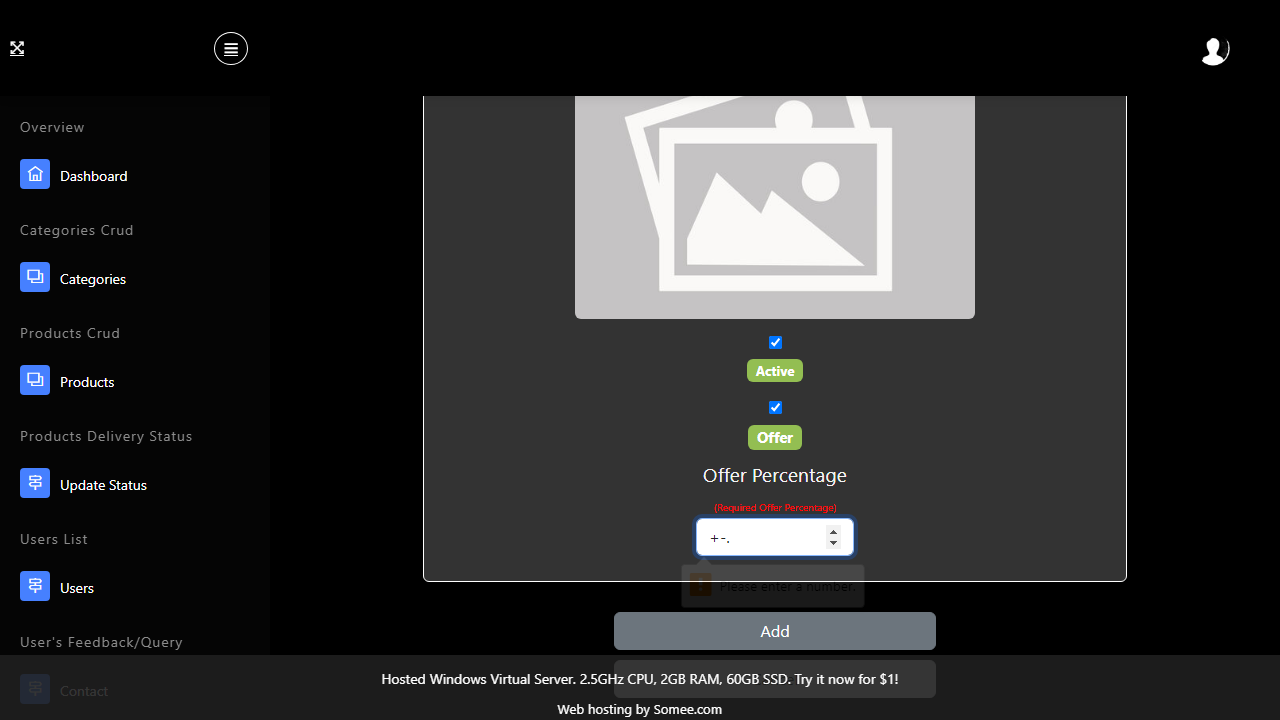 Overview
Dashboard
Categories Crud
Categories
Products Crud
Products
Products Delivery Status
Update Status
Users List
Users
User's Feedback/Query
Contact
Active
Offer
Offer Percentage
(Required Offer Percentage)
+-.
! Please enter a number.
Add
Hosted Windows Virtual Server. 2.5GHz CPU, 2GB RAM, 60GB SSD. Try it now for $1!
Web hosting by Somee.com